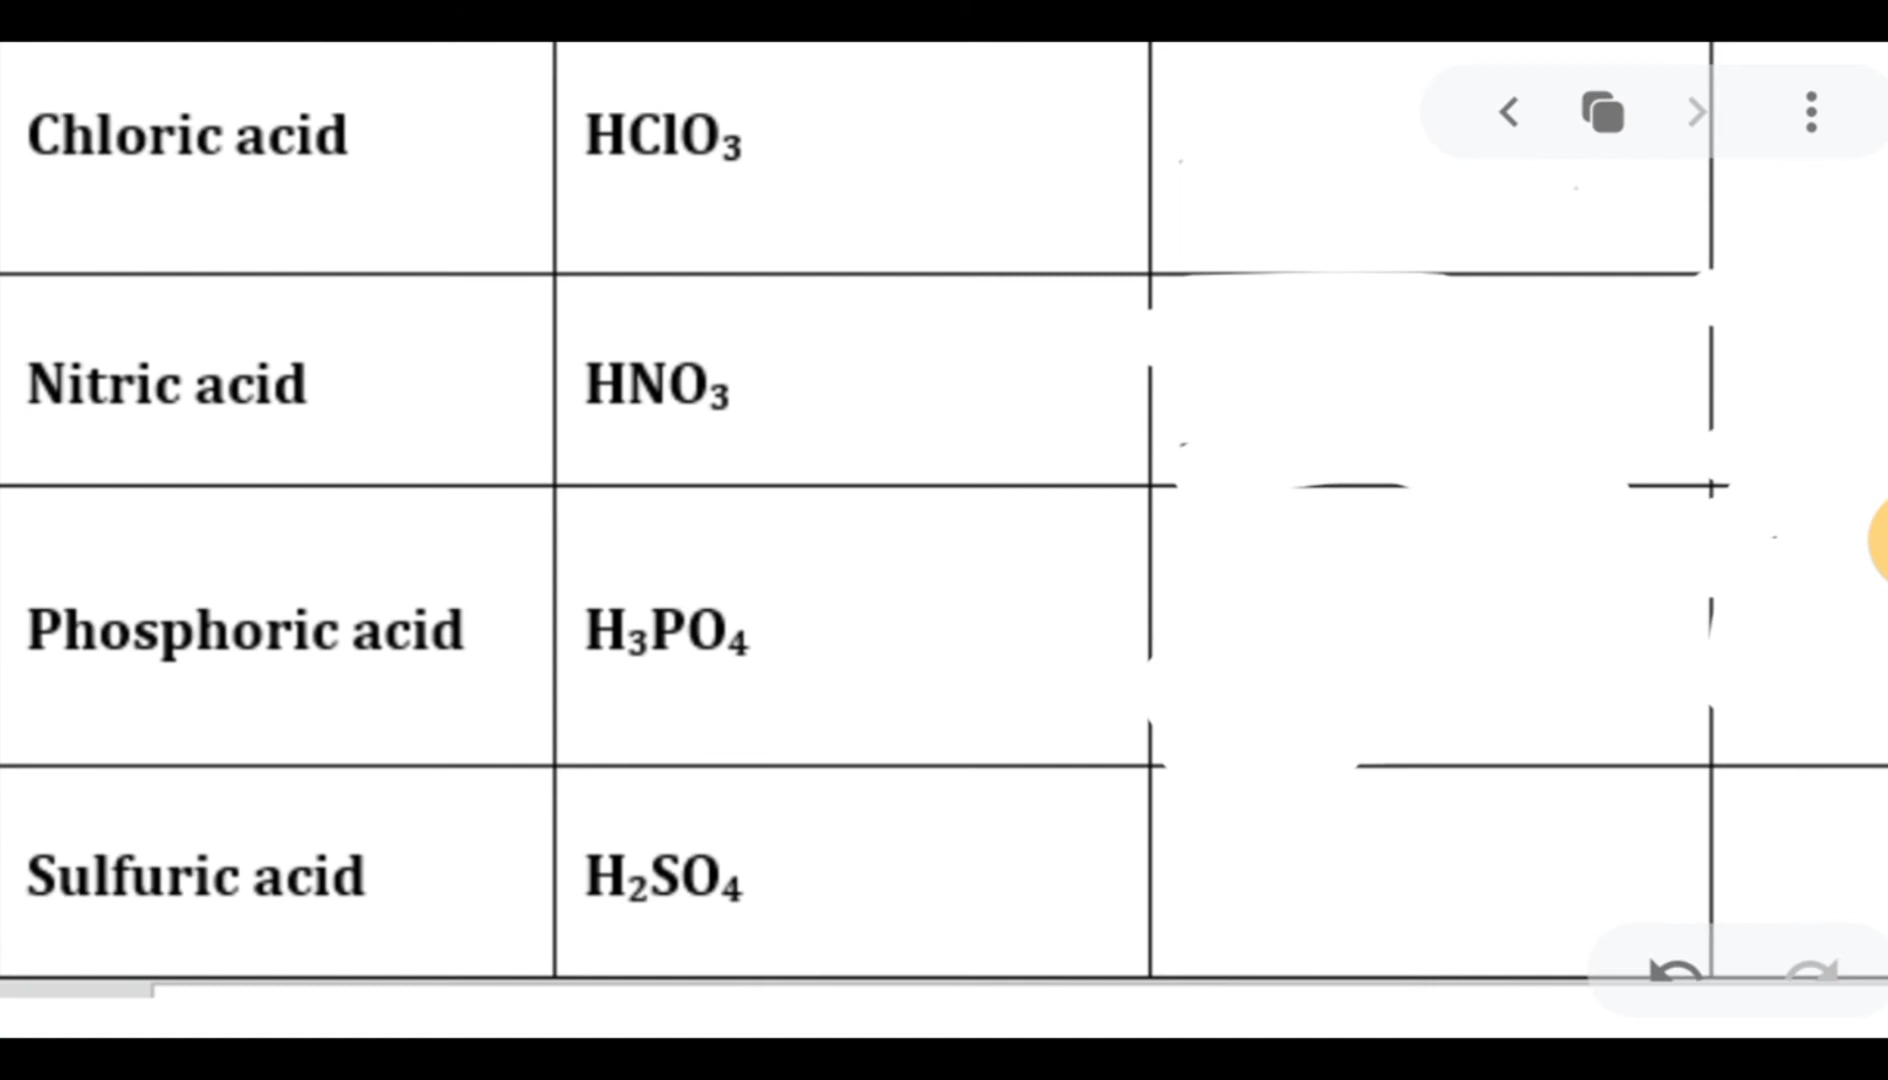 Chloric acid HClO₃
Nitric acid HNO₃
Phosphoric acid H₃PO₄
Sulfuric acid H₂SO₄